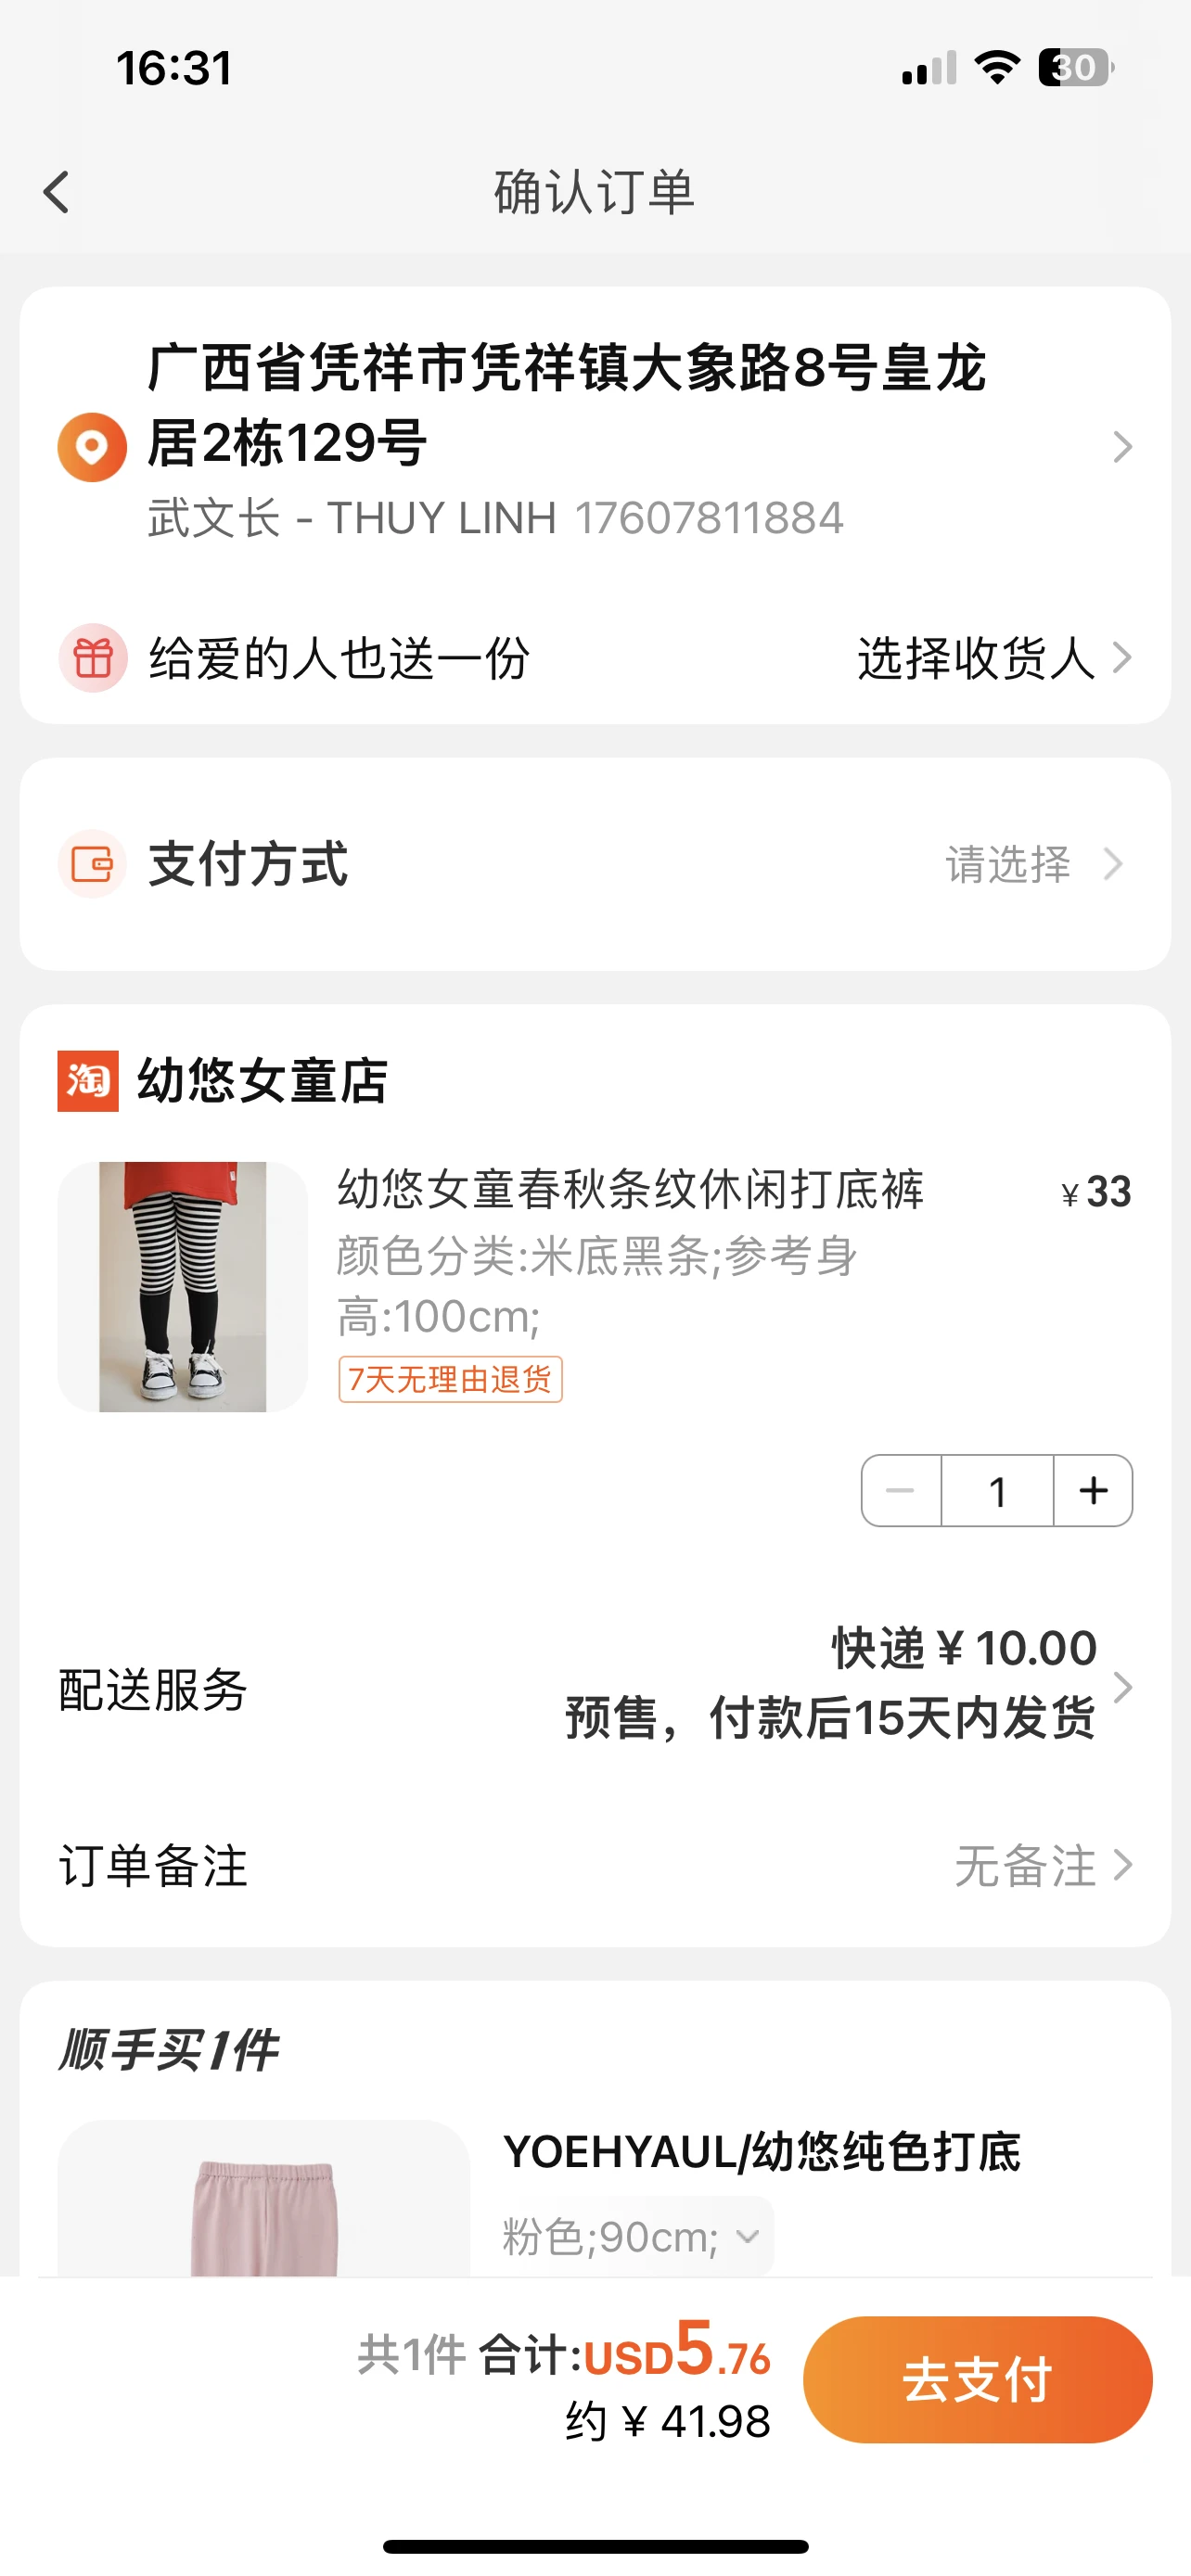 16:31
30
确认订单
广西省凭祥市凭祥镇大象路8号皇龙
居2栋129号
武文长 - THUY LINH 17607811884
给爱的人也送一份 选择收货人
支付方式 请选择
淘 幼悠女童店
幼悠女童春秋条纹休闲打底裤 ¥33
颜色分类:米底黑条;参考身
高:100cm;
7天无理由退货
1
快递 ¥ 10.00
配送服务
预售，付款后15天内发货
订单备注 无备注
顺手买1件
YOEHYAUL/幼悠纯色打底
粉色;90cm;
共1件 合计:USD5.76
约 ¥ 41.98
去支付